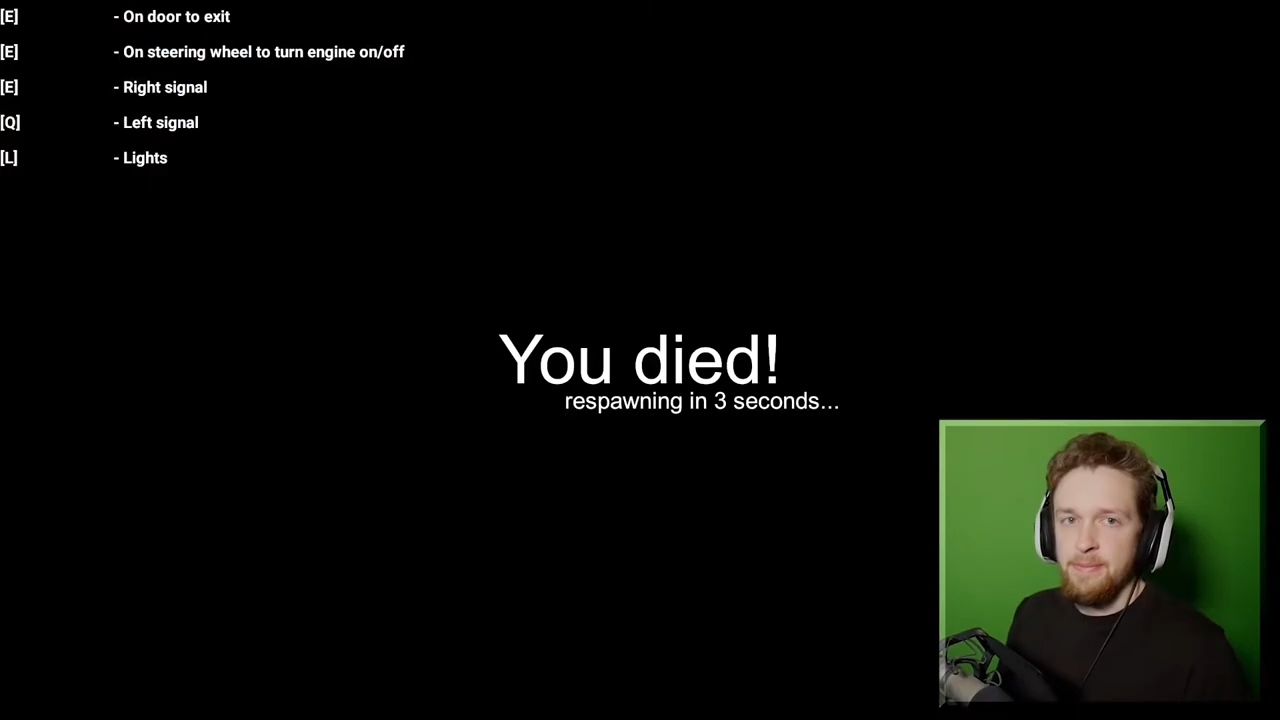 [E] - On door to exit
[E] - On steering wheel to turn engine on/off
[E] - Right signal
[Q] - Left signal
[L] - Lights
You died!
respawning in 3 seconds...